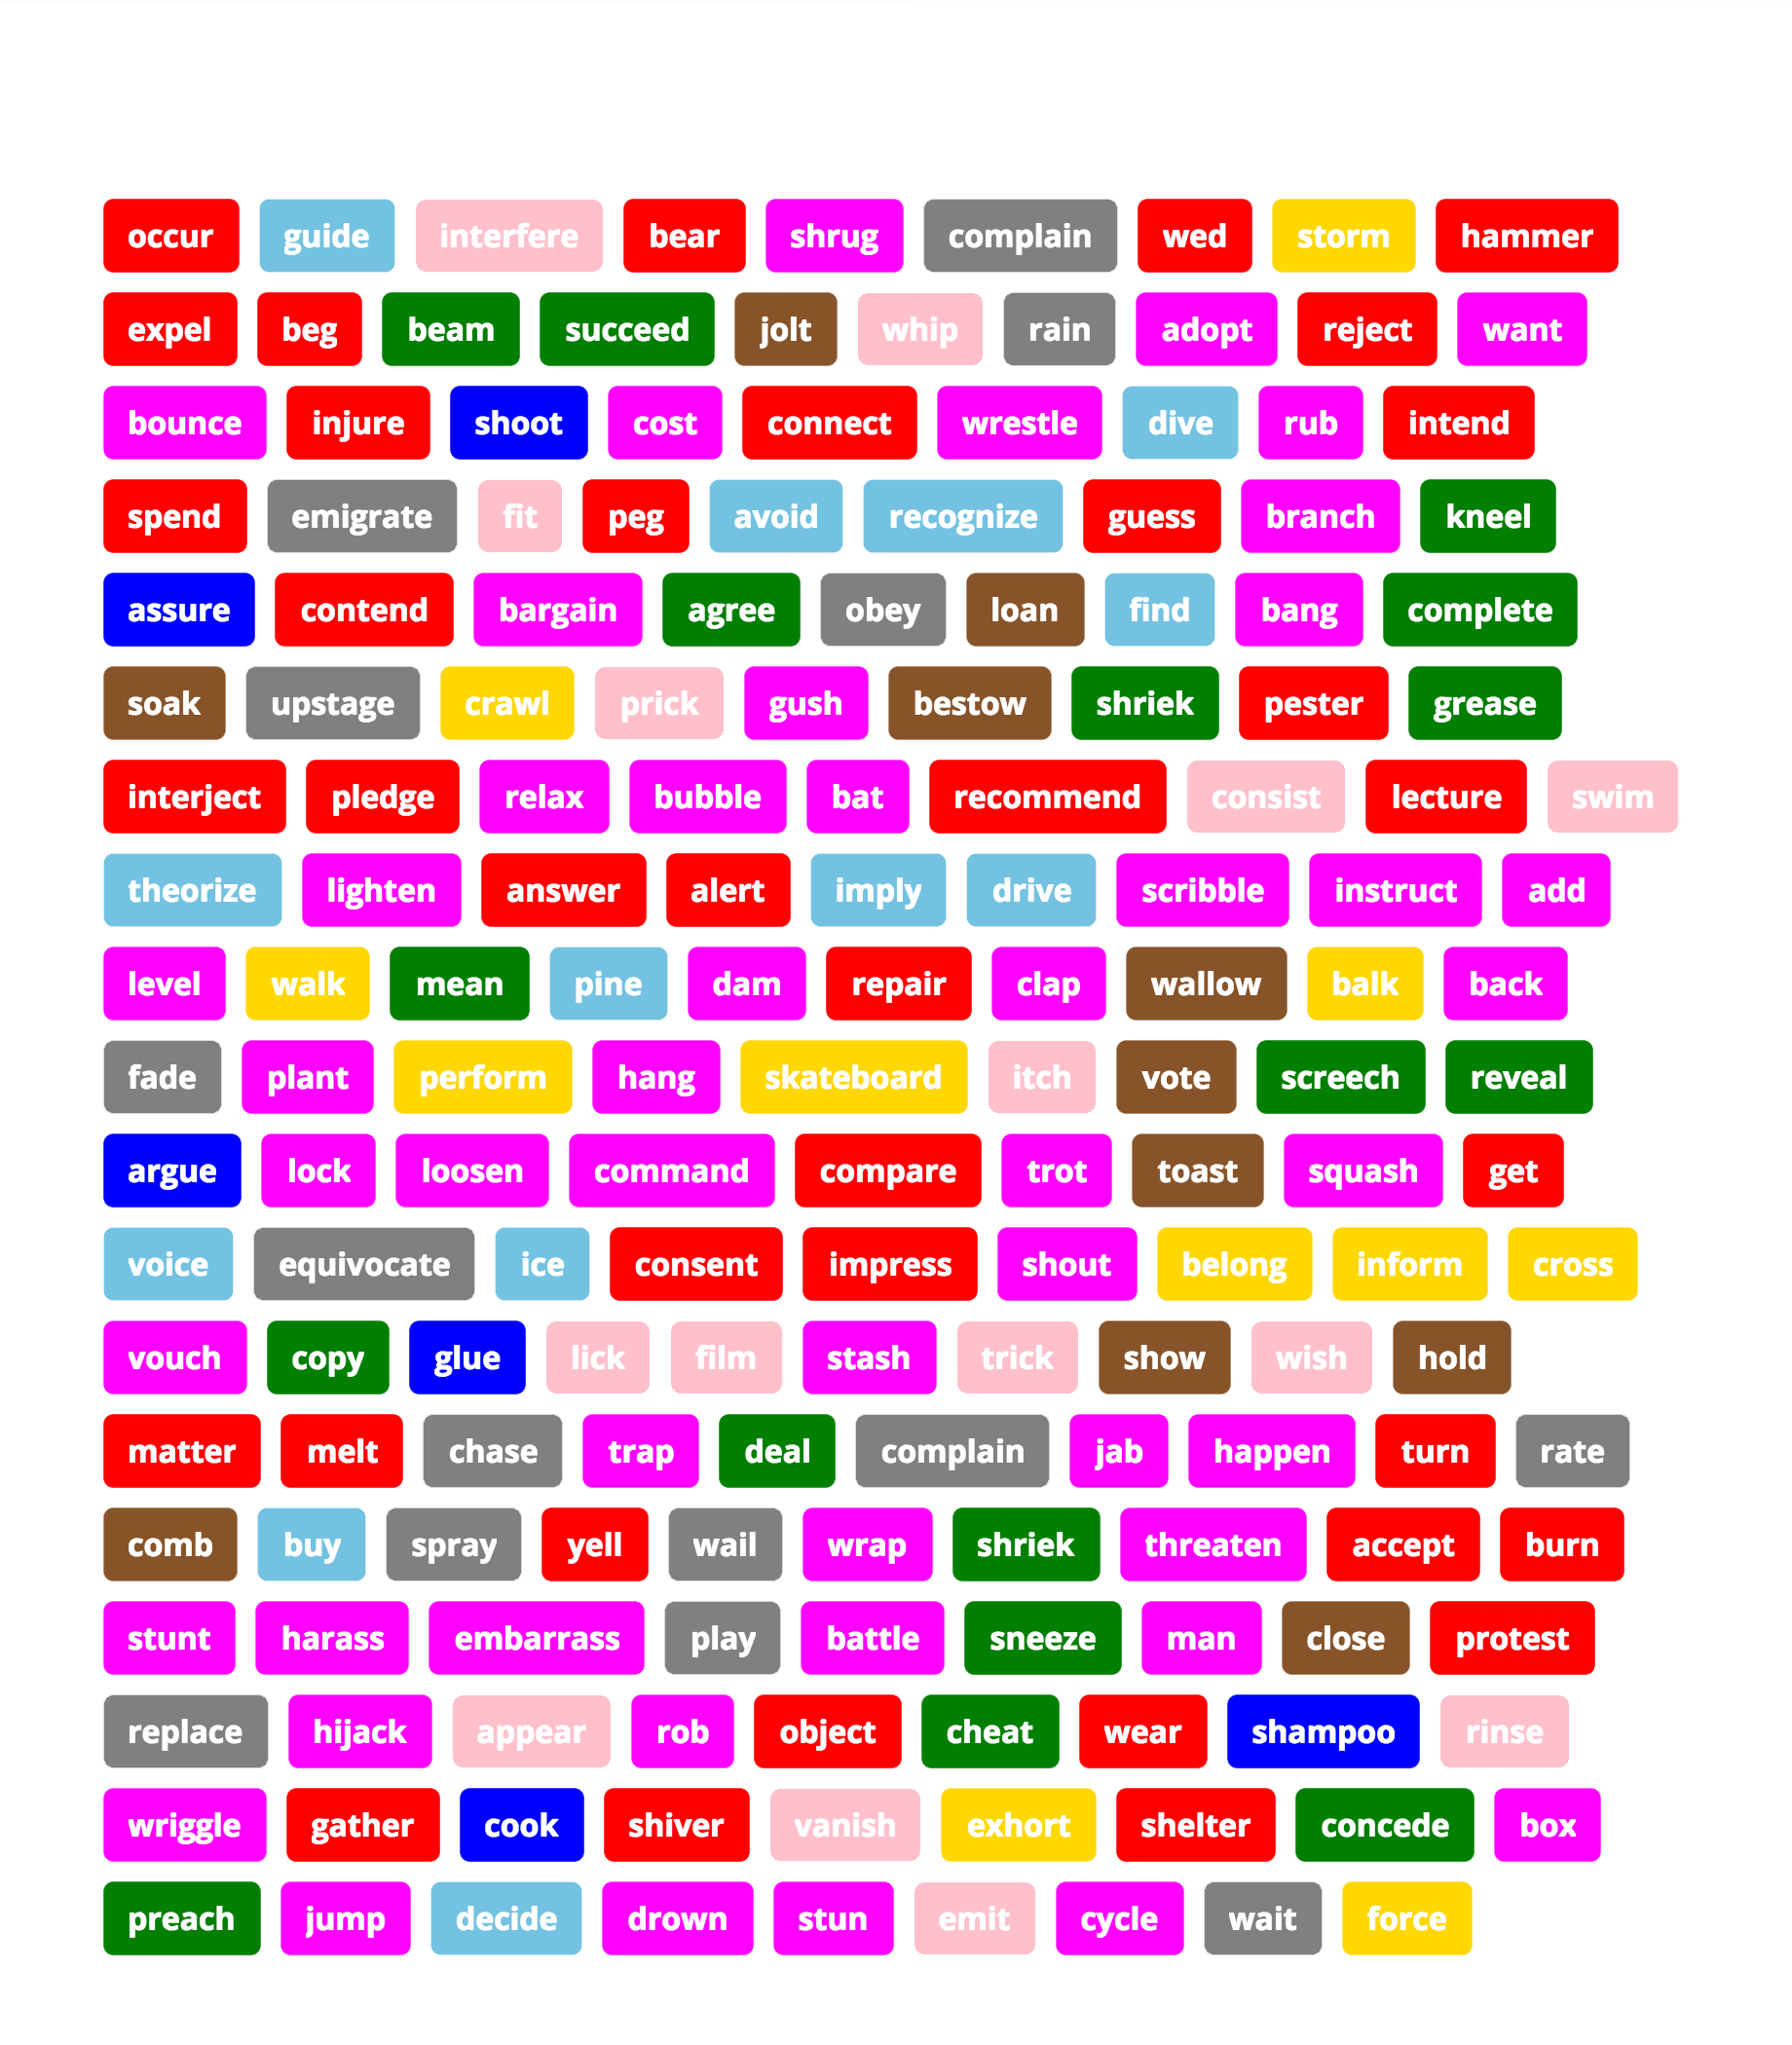 occur guide interfere bear shrug complain wed storm hammer
expel beg beam succeed jolt whip rain adopt reject want
bounce injure shoot cost connect wrestle dive rub intend
spend emigrate fit peg avoid recognize guess branch kneel
assure contend bargain agree obey loan find bang complete
soak upstage crawl prick gush bestow shriek pester grease
interject pledge relax bubble bat recommend consist lecture swim
theorize lighten answer alert imply drive scribble instruct add
level walk mean pine dam repair clap wallow balk back
fade plant perform hang skateboard itch vote screech reveal
argue lock loosen command compare trot toast squash get
voice equivocate ice consent impress shout belong inform cross
vouch copy glue lick film stash trick show wish hold
matter melt chase trap deal complain jab happen turn rate
comb buy spray yell wail wrap shriek threaten accept burn
stunt harass embarrass play battle sneeze man close protest
replace hijack appear rob object cheat wear shampoo rinse
wriggle gather cook shiver vanish exhort shelter concede box
preach jump decide drown stun emit cycle wait force